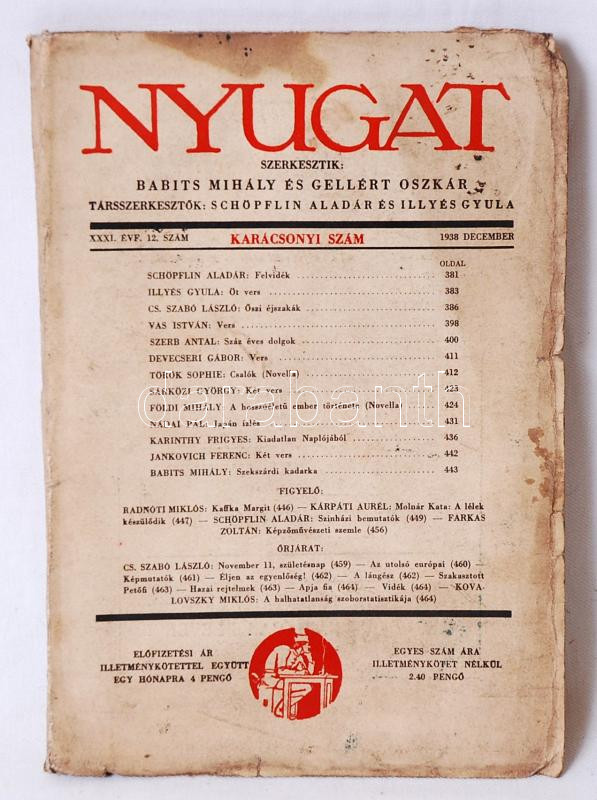 NYUGAT
SZERKESZTIK:
BABITS MIHÁLY ÉS GELLÉRT OSZKÁR
TÁRSSZERKESZTŐK: SCHÖPFLIN ALADÁR ÉS ILLYÉS GYULA
XXXI. ÉVF. 12. SZÁM KARÁCSONYI SZÁM 1938 DECEMBER
OLDAL
SCHÖPFLIN ALADÁR: Felvidék 381
ILLYÉS GYULA: Öt vers 383
CS. SZABÓ LÁSZLÓ: Őszi éjszakák 386
VAS ISTVÁN: Vers 398
SZERB ANTAL: Száz éves dolgok 400
DEVECSERI GÁBOR: Vers 411
TÖRÖK SOPHIE: Csalók (Novella) 412
SÁRKÖZI GYÖRGY: Két vers 423
FÖLDI MIHÁLY: A hosszúéletű ember története (Novella) 424
NÁDAI PÁL: Japán ízlés 431
KARINTHY FRIGYES: Kiadatlan Naplójából 436
JANKOVICH FERENC: Két vers 442
BABITS MIHÁLY: Szekszárdi kadarka 443
FIGYELŐ:
RADNÓTI MIKLÓS: Kaffka Margit (446) — KÁRPÁTI AURÉL: Molnár Kata: A lélek
készülődik (447) — SCHÖPFLIN ALADÁR: Szinházi bemutatók (449) — FARKAS
ZOLTÁN: Képzőművészeti szemle (456)
ŐRJÁRAT:
CS. SZABÓ LÁSZLÓ: November 11, születésnap (459) — Az utolsó európai (460) —
Képmutatók (461) — Éljen az egyenlőség! (462) — A lángész (462) — Szakasztott
Petőfi (463) — Hazai rejtelmek (463) — Apja fia (464) — Vidék (464) — KOVA-
LOVSZKY MIKLÓS: A halhatatlanság szoborstatisztikája (464)
ELŐFIZETÉSI ÁR
ILLETMÉNYKÖTETTEL EGYÜTT
EGY HÓNAPRA 4 PENGŐ
EGYES SZÁM ÁRA
ILLETMÉNYKÖTET NÉLKÜL
2.40 PENGŐ
darabanth